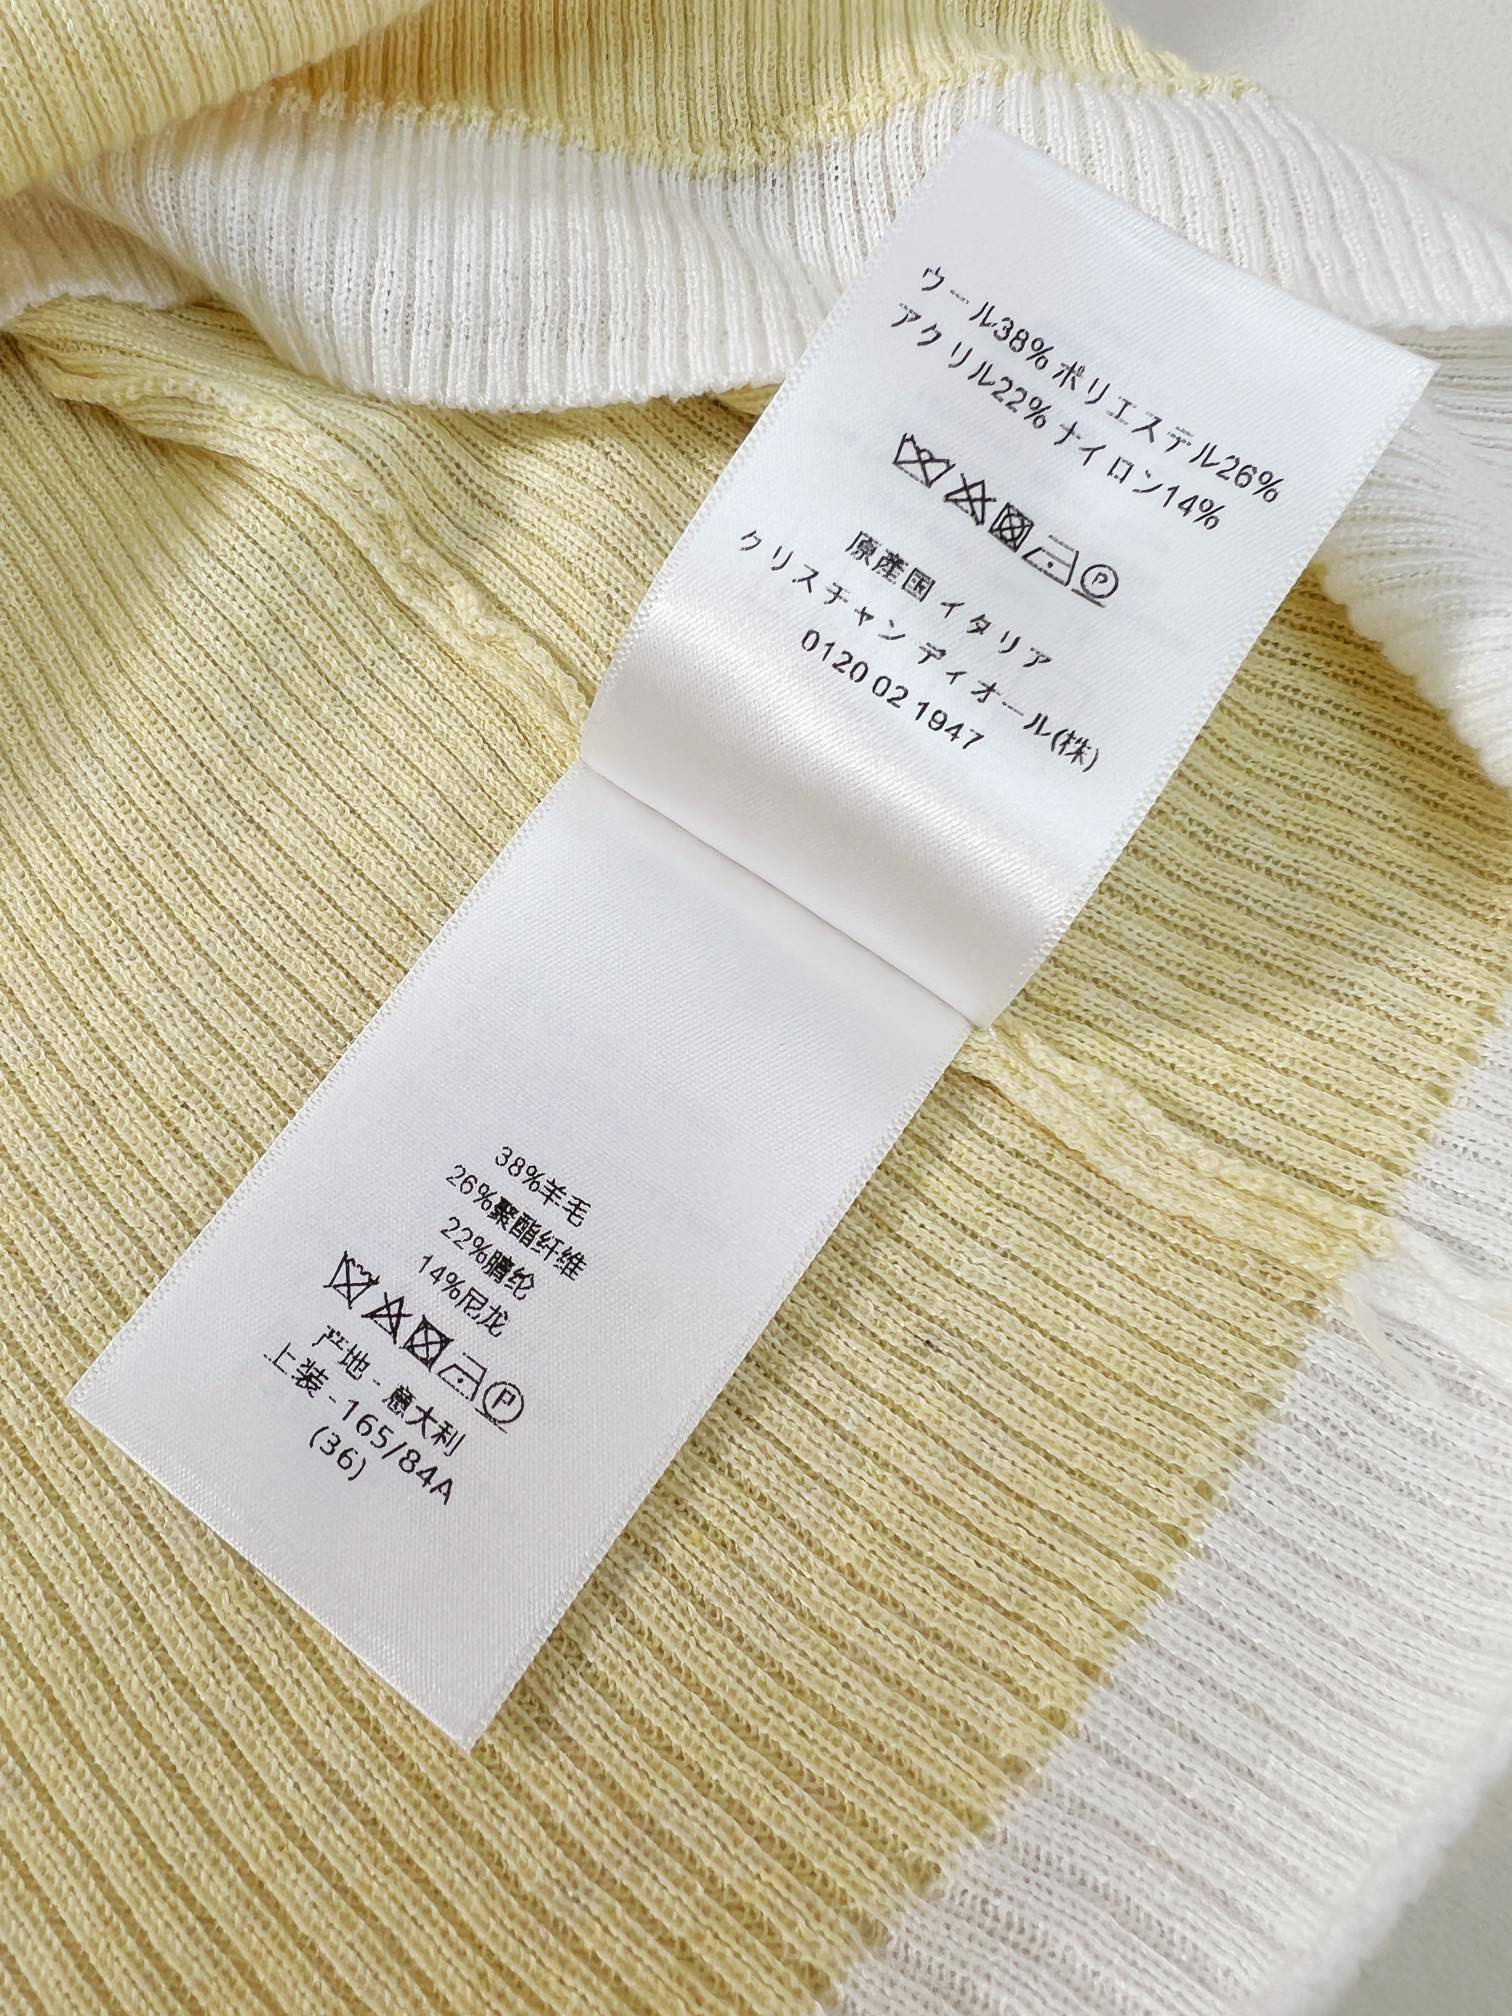 ウール38% ポリエステル26%
アクリル22% ナイロン14%
P
原産国 イタリア
クリスチャン ディオール(株)
0120 02 1947
38%羊毛
26%聚酯纤维
22%腈纶
14%尼龙
P
产地 - 意大利
上装 - 165/84A
(36)